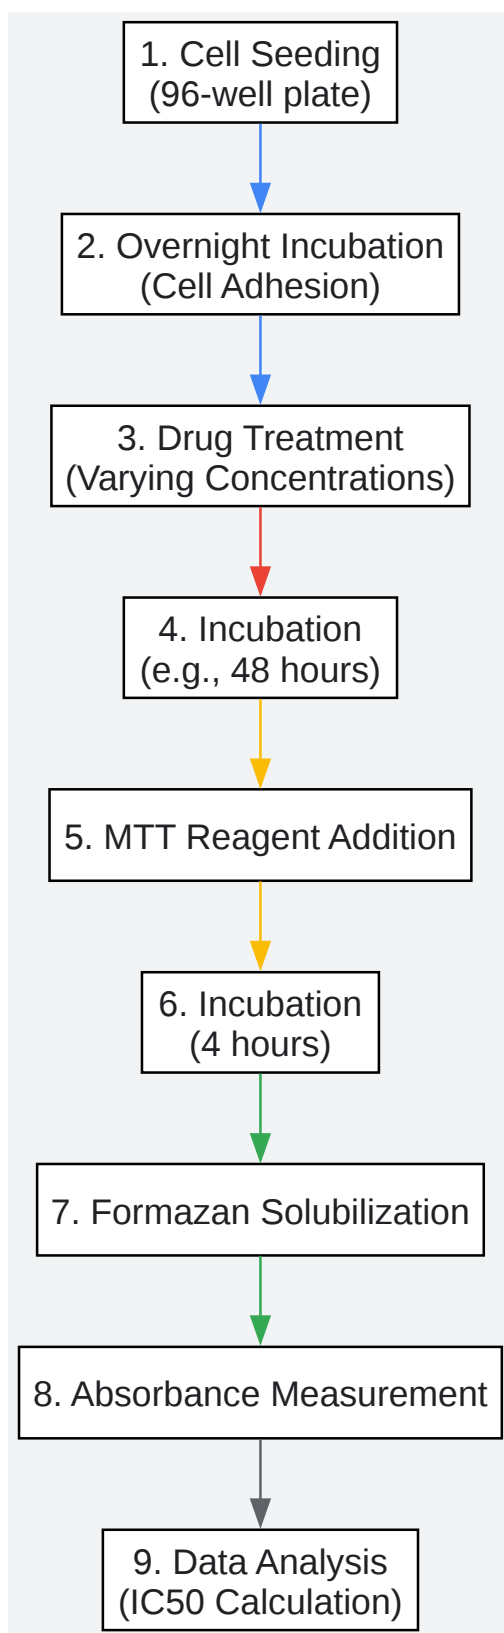 1. Cell Seeding
(96-well plate)
2. Overnight Incubation
(Cell Adhesion)
3. Drug Treatment
(Varying Concentrations)
4. Incubation
(e.g., 48 hours)
5. MTT Reagent Addition
6. Incubation
(4 hours)
7. Formazan Solubilization
8. Absorbance Measurement
9. Data Analysis
(IC50 Calculation)